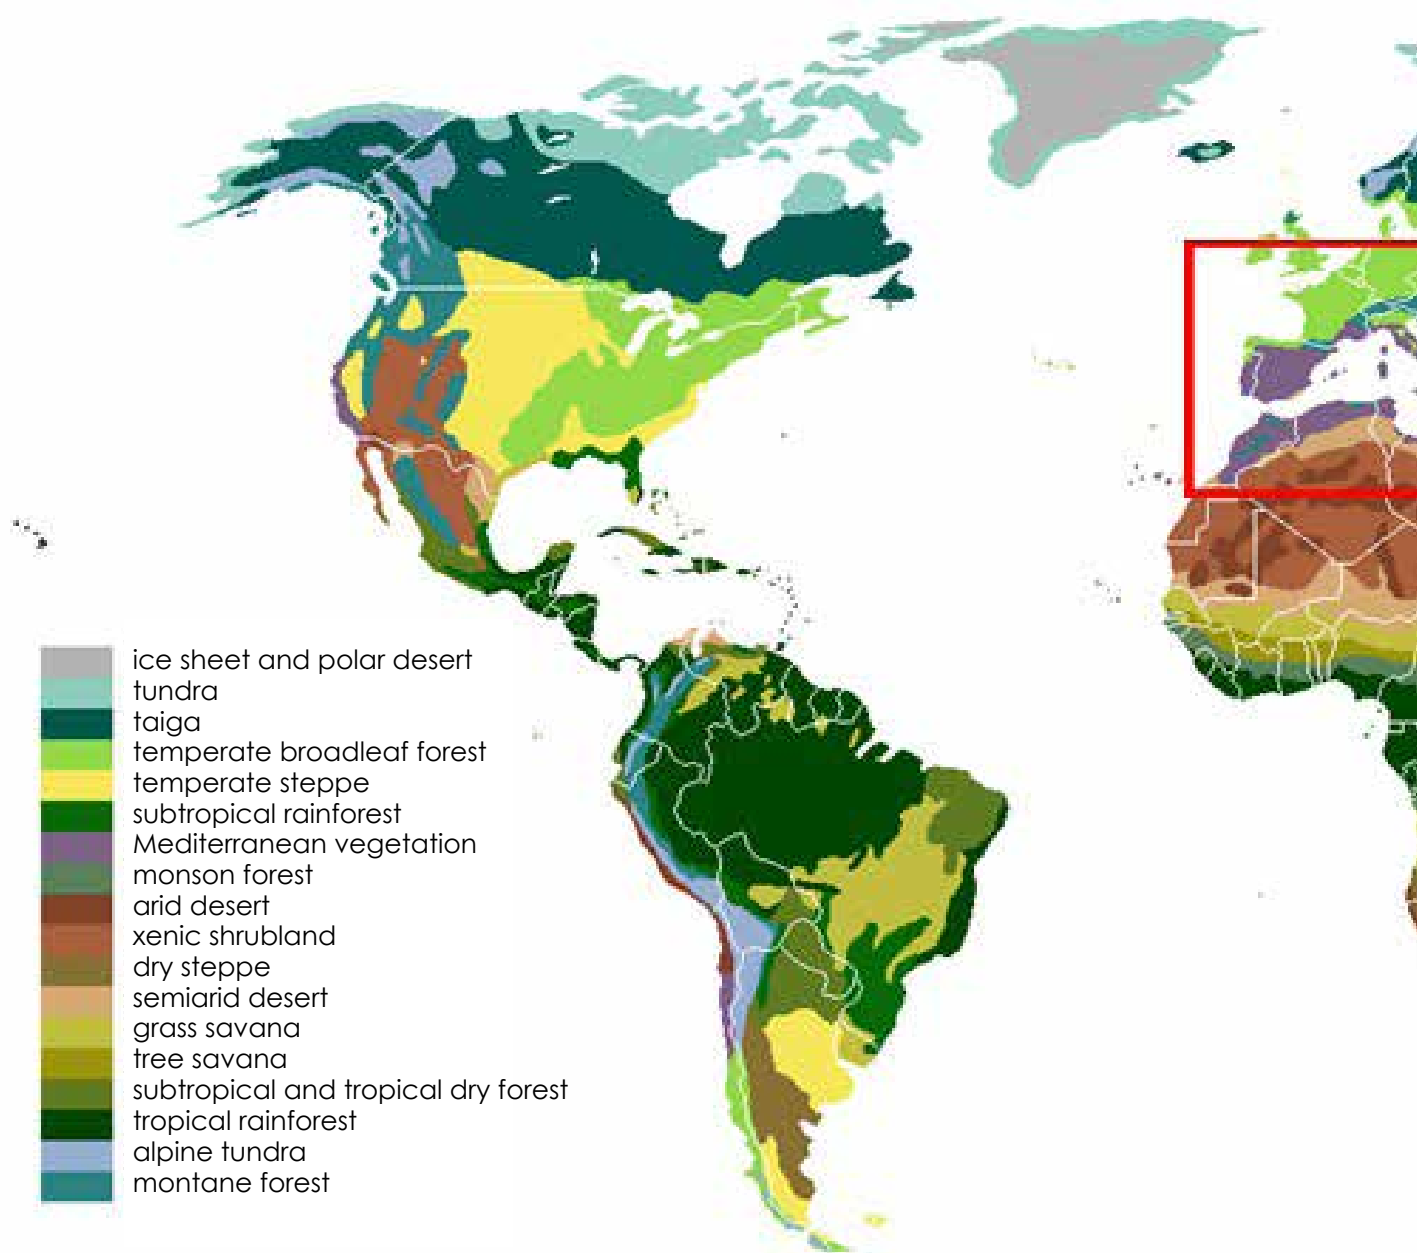 ice sheet and polar desert
tundra
taiga
temperate broadleaf forest
temperate steppe
subtropical rainforest
Mediterranean vegetation
monson forest
arid desert
xenic shrubland
dry steppe
semiarid desert
grass savana
tree savana
subtropical and tropical dry forest
tropical rainforest
alpine tundra
montane forest